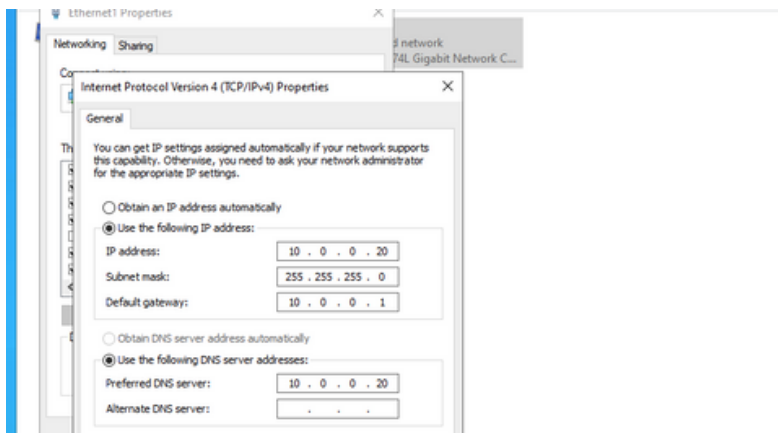 Ethernet1 Properties
Networking Sharing
d network
74L Gigabit Network C...
Internet Protocol Version 4 (TCP/IPv4) Properties
General
You can get IP settings assigned automatically if your network supports
this capability. Otherwise, you need to ask your network administrator
for the appropriate IP settings.
Obtain an IP address automatically
Use the following IP address:
IP address: 10 . 0 . 0 . 20
Subnet mask: 255 . 255 . 255 . 0
Default gateway: 10 . 0 . 0 . 1
Obtain DNS server address automatically
Use the following DNS server addresses:
Preferred DNS server: 10 . 0 . 0 . 20
Alternate DNS server: . . .